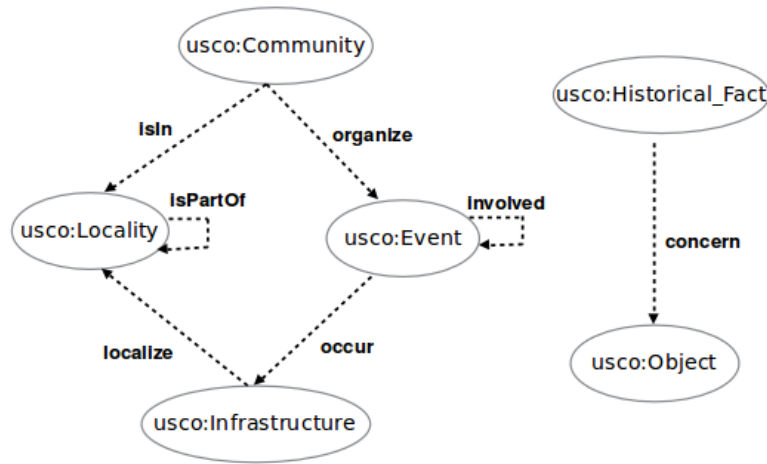 usco:Community
usco:Historical_Fact
isIn
organize
isPartOf
involved
usco:Locality
usco:Event
concern
localize
occur
usco:Object
usco:Infrastructure